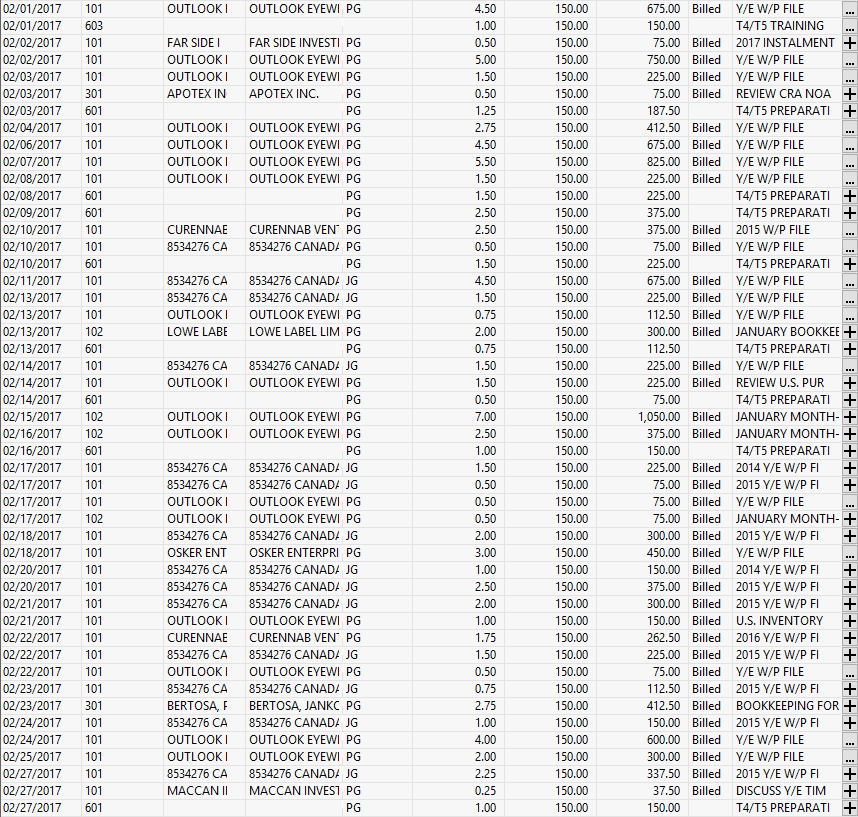 02/01/2017 101 OUTLOOK I OUTLOOK EYEWI PG 4.50 150.00 675.00 Billed Y/E W/P FILE ...
02/01/2017 603 PG 1.00 150.00 150.00 T4/T5 TRAINING ...
02/02/2017 101 FAR SIDE I FAR SIDE INVESTI PG 0.50 150.00 75.00 Billed 2017 INSTALMENT +
02/02/2017 101 OUTLOOK I OUTLOOK EYEWI PG 5.00 150.00 750.00 Billed Y/E W/P FILE ...
02/03/2017 101 OUTLOOK I OUTLOOK EYEWI PG 1.50 150.00 225.00 Billed Y/E W/P FILE ...
02/03/2017 301 APOTEX IN APOTEX INC. PG 0.50 150.00 75.00 Billed REVIEW CRA NOA +
02/03/2017 601 PG 1.25 150.00 187.50 T4/T5 PREPARATI +
02/04/2017 101 OUTLOOK I OUTLOOK EYEWI PG 2.75 150.00 412.50 Billed Y/E W/P FILE ...
02/06/2017 101 OUTLOOK I OUTLOOK EYEWI PG 4.50 150.00 675.00 Billed Y/E W/P FILE ...
02/07/2017 101 OUTLOOK I OUTLOOK EYEWI PG 5.50 150.00 825.00 Billed Y/E W/P FILE ...
02/08/2017 101 OUTLOOK I OUTLOOK EYEWI PG 1.50 150.00 225.00 Billed Y/E W/P FILE ...
02/08/2017 601 PG 1.50 150.00 225.00 T4/T5 PREPARATI +
02/09/2017 601 PG 2.50 150.00 375.00 T4/T5 PREPARATI +
02/10/2017 101 CURENNAE CURENNAB VEN PG 2.50 150.00 375.00 Billed 2015 W/P FILE ...
02/10/2017 101 8534276 CA 8534276 CANADA PG 0.50 150.00 75.00 Billed Y/E W/P FILE ...
02/10/2017 601 PG 1.50 150.00 225.00 T4/T5 PREPARATI +
02/11/2017 101 8534276 CA 8534276 CANADA JG 4.50 150.00 675.00 Billed Y/E W/P FILE ...
02/13/2017 101 8534276 CA 8534276 CANADA JG 1.50 150.00 225.00 Billed Y/E W/P FILE ...
02/13/2017 101 OUTLOOK I OUTLOOK EYEWI PG 0.75 150.00 112.50 Billed Y/E W/P FILE ...
02/13/2017 102 LOWE LABE LOWE LABEL LIM PG 2.00 150.00 300.00 Billed JANUARY BOOKKEE +
02/13/2017 601 PG 0.75 150.00 112.50 T4/T5 PREPARATI +
02/14/2017 101 8534276 CA 8534276 CANADA JG 1.50 150.00 225.00 Billed Y/E W/P FILE ...
02/14/2017 101 OUTLOOK I OUTLOOK EYEWI PG 1.50 150.00 225.00 Billed REVIEW U.S. PUR +
02/14/2017 601 PG 0.50 150.00 75.00 T4/T5 PREPARATI +
02/15/2017 102 OUTLOOK I OUTLOOK EYEWI PG 7.00 150.00 1,050.00 Billed JANUARY MONTH- +
02/16/2017 102 OUTLOOK I OUTLOOK EYEWI PG 2.50 150.00 375.00 Billed JANUARY MONTH- +
02/16/2017 601 PG 1.00 150.00 150.00 T4/T5 PREPARATI +
02/17/2017 101 8534276 CA 8534276 CANADA JG 1.50 150.00 225.00 Billed 2014 Y/E W/P FI +
02/17/2017 101 8534276 CA 8534276 CANADA JG 0.50 150.00 75.00 Billed 2015 Y/E W/P FI +
02/17/2017 101 OUTLOOK I OUTLOOK EYEWI PG 0.50 150.00 75.00 Billed Y/E W/P FILE ...
02/17/2017 102 OUTLOOK I OUTLOOK EYEWI PG 0.50 150.00 75.00 Billed JANUARY MONTH- +
02/18/2017 101 8534276 CA 8534276 CANADA JG 2.00 150.00 300.00 Billed 2015 Y/E W/P FI +
02/18/2017 101 OSKER ENT OSKER ENTERPRI PG 3.00 150.00 450.00 Billed Y/E W/P FILE ...
02/20/2017 101 8534276 CA 8534276 CANADA JG 1.00 150.00 150.00 Billed 2014 Y/E W/P FI +
02/20/2017 101 8534276 CA 8534276 CANADA JG 2.50 150.00 375.00 Billed 2015 Y/E W/P FI +
02/21/2017 101 8534276 CA 8534276 CANADA JG 2.00 150.00 300.00 Billed 2015 Y/E W/P FI +
02/21/2017 101 OUTLOOK I OUTLOOK EYEWI PG 1.00 150.00 150.00 Billed U.S. INVENTORY +
02/22/2017 101 CURENNAE CURENNAB VEN PG 1.75 150.00 262.50 Billed 2016 Y/E W/P FI +
02/22/2017 101 8534276 CA 8534276 CANADA JG 1.50 150.00 225.00 Billed 2015 Y/E W/P FI +
02/22/2017 101 OUTLOOK I OUTLOOK EYEWI PG 0.50 150.00 75.00 Billed Y/E W/P FILE ...
02/23/2017 101 8534276 CA 8534276 CANADA JG 0.75 150.00 112.50 Billed 2015 Y/E W/P FI +
02/23/2017 301 BERTOSA, F BERTOSA, JANKC PG 2.75 150.00 412.50 Billed BOOKKEEPING FOR +
02/24/2017 101 8534276 CA 8534276 CANADA JG 1.00 150.00 150.00 Billed 2015 Y/E W/P FI +
02/24/2017 101 OUTLOOK I OUTLOOK EYEWI PG 4.00 150.00 600.00 Billed Y/E W/P FILE ...
02/25/2017 101 OUTLOOK I OUTLOOK EYEWI PG 2.00 150.00 300.00 Billed Y/E W/P FILE ...
02/27/2017 101 8534276 CA 8534276 CANADA JG 2.25 150.00 337.50 Billed 2015 Y/E W/P FI +
02/27/2017 101 MACCAN II MACCAN INVEST PG 0.25 150.00 37.50 Billed DISCUSS Y/E TIM +
02/27/2017 601 PG 1.00 150.00 150.00 T4/T5 PREPARATI +